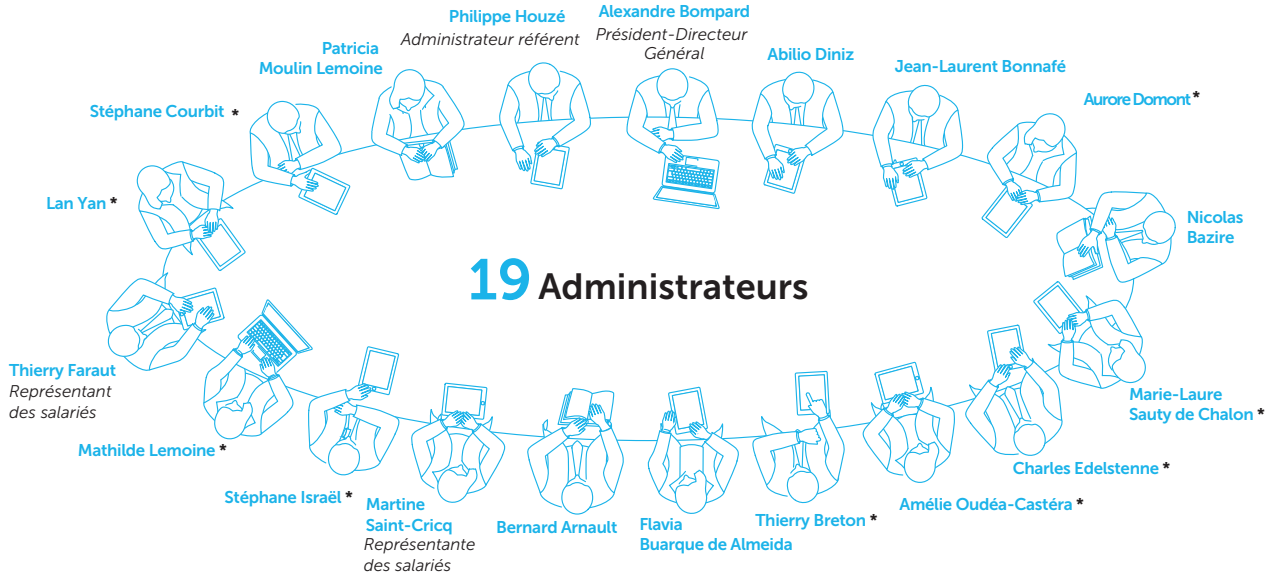 Philippe Houzé
Administrateur référent
Alexandre Bompard
Président-Directeur
Général
Patricia
Moulin Lemoine
Abilio Diniz
Jean-Laurent Bonnafé
Stéphane Courbit *
Aurore Domont *
Lan Yan *
Nicolas
Bazire
19 Administrateurs
Thierry Faraut
Représentant
des salariés
Marie-Laure
Sauty de Chalon *
Mathilde Lemoine *
Charles Edelstenne *
Stéphane Israël *
Martine
Saint-Cricq
Représentante
des salariés
Bernard Arnault
Flavia
Buarque de Almeida
Thierry Breton *
Amélie Oudéa-Castéra *